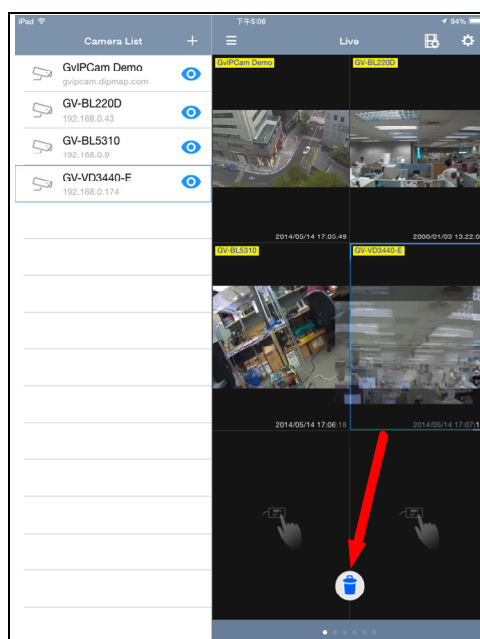 iPad 下午5:06 94%
Camera List + Live
GvIPCam Demo
gvipcam.dipmap.com
GV-BL220D
192.168.0.43
GV-BL5310
192.168.0.9
GV-VD3440-E
192.168.0.174
GvIPCam Demo GV-BL220D
2014/05/14 17.05.49 2000/01/03 13.22.0
GV-BL5310 GV-VD3440-E
2014/05/14 17:06:18 2014/05/14 17:07:1